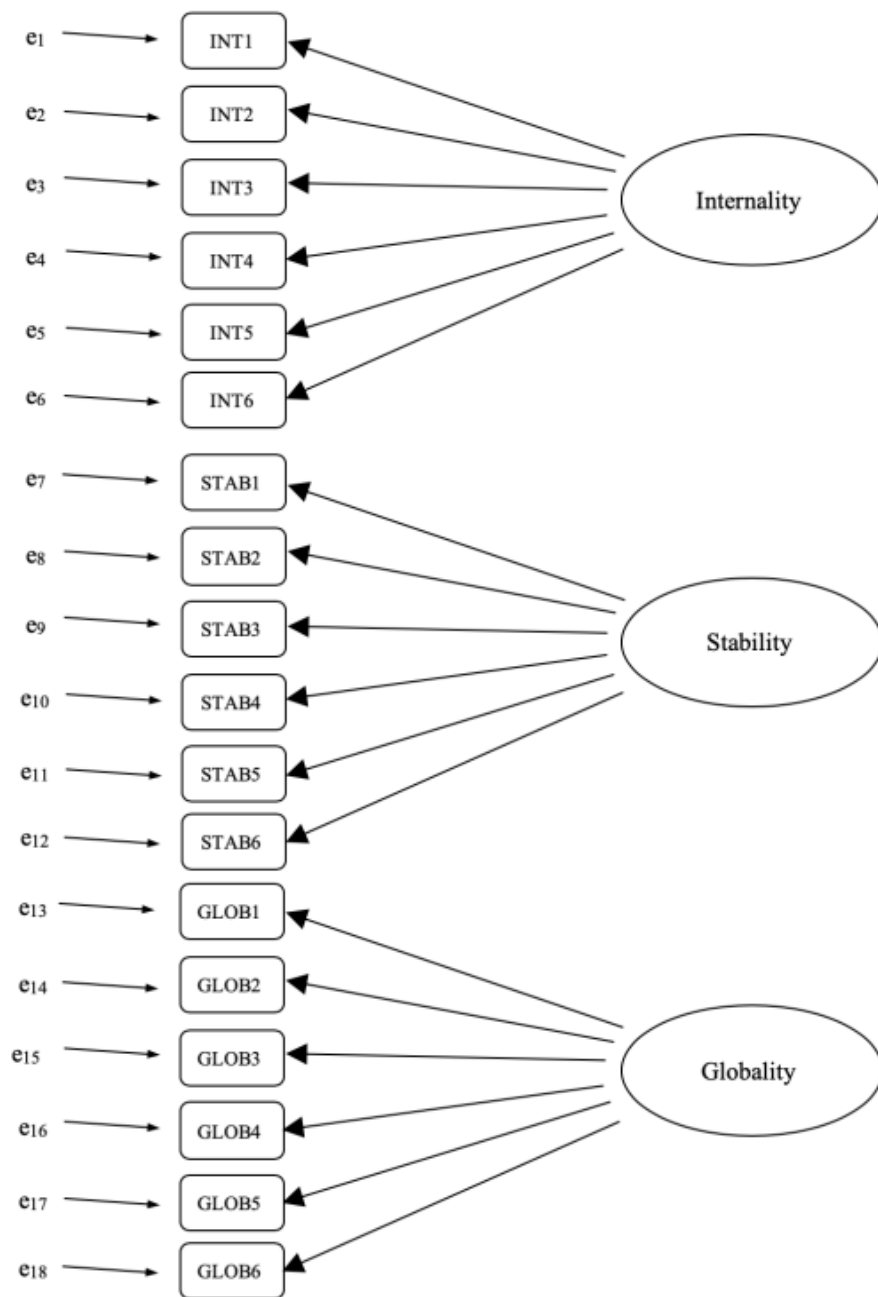 e1 INT1
e2 INT2
e3 INT3
Internality
e4 INT4
e5 INT5
e6 INT6
e7 STAB1
e8 STAB2
e9 STAB3
Stability
e10 STAB4
e11 STAB5
e12 STAB6
e13 GLOB1
e14 GLOB2
e15 GLOB3
Globality
e16 GLOB4
e17 GLOB5
e18 GLOB6